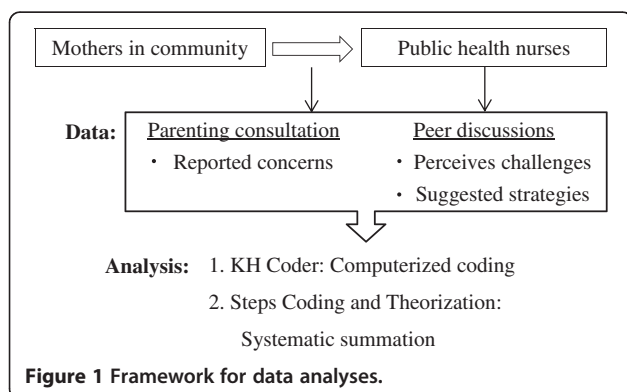 Mothers in community
Public health nurses
Data: Parenting consultation Peer discussions
・ Reported concerns ・ Perceives challenges
・ Suggested strategies
Analysis: 1. KH Coder: Computerized coding
2. Steps Coding and Theorization:
Systematic summation
Figure 1 Framework for data analyses.